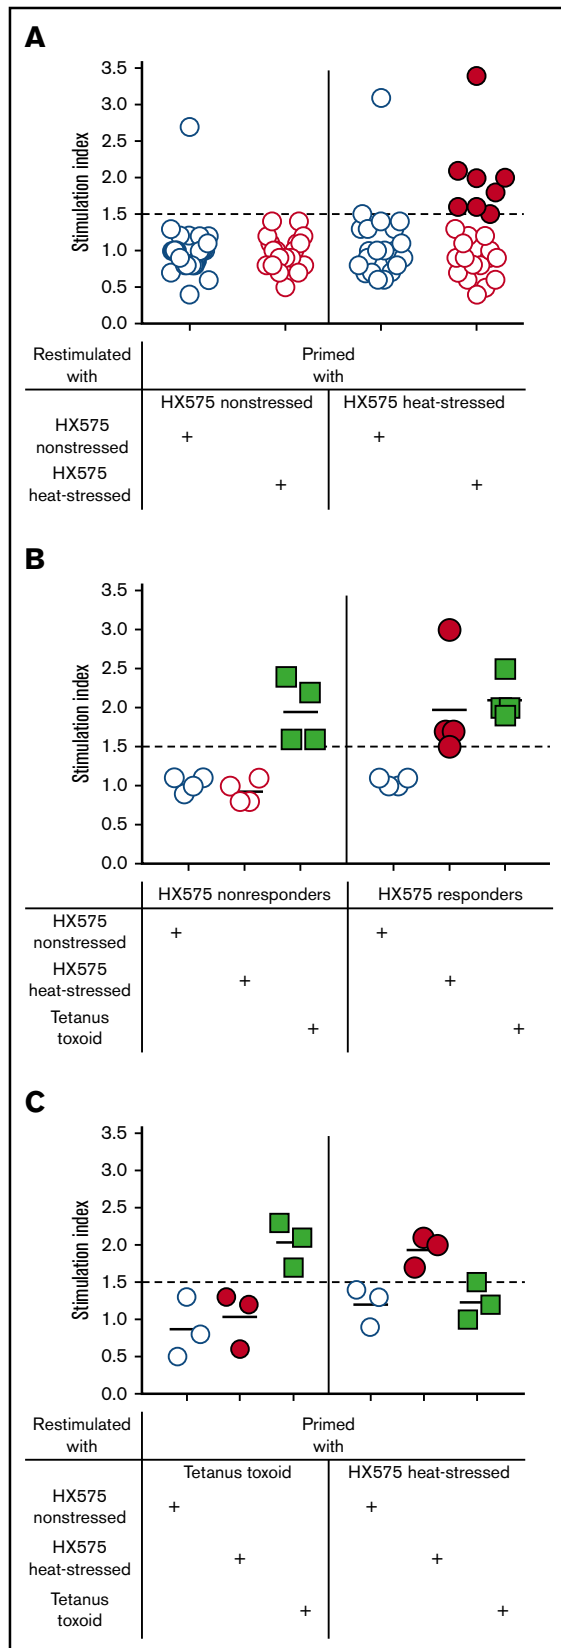 A
Stimulation index
3.5
3.0
2.5
2.0
1.5
1.0
0.5
0.0
Restimulated
with
Primed
with
HX575 nonstressed
HX575 heat-stressed
HX575
nonstressed
+
+
HX575
heat-stressed
+
+
B
Stimulation index
3.5
3.0
2.5
2.0
1.5
1.0
0.5
0.0
HX575 nonresponders
HX575 responders
HX575
nonstressed
+
+
HX575
heat-stressed
+
+
Tetanus
toxoid
+
+
C
Stimulation index
3.5
3.0
2.5
2.0
1.5
1.0
0.5
0.0
Restimulated
with
Primed
with
Tetanus toxoid
HX575 heat-stressed
HX575
nonstressed
+
+
HX575
heat-stressed
+
+
Tetanus
toxoid
+
+